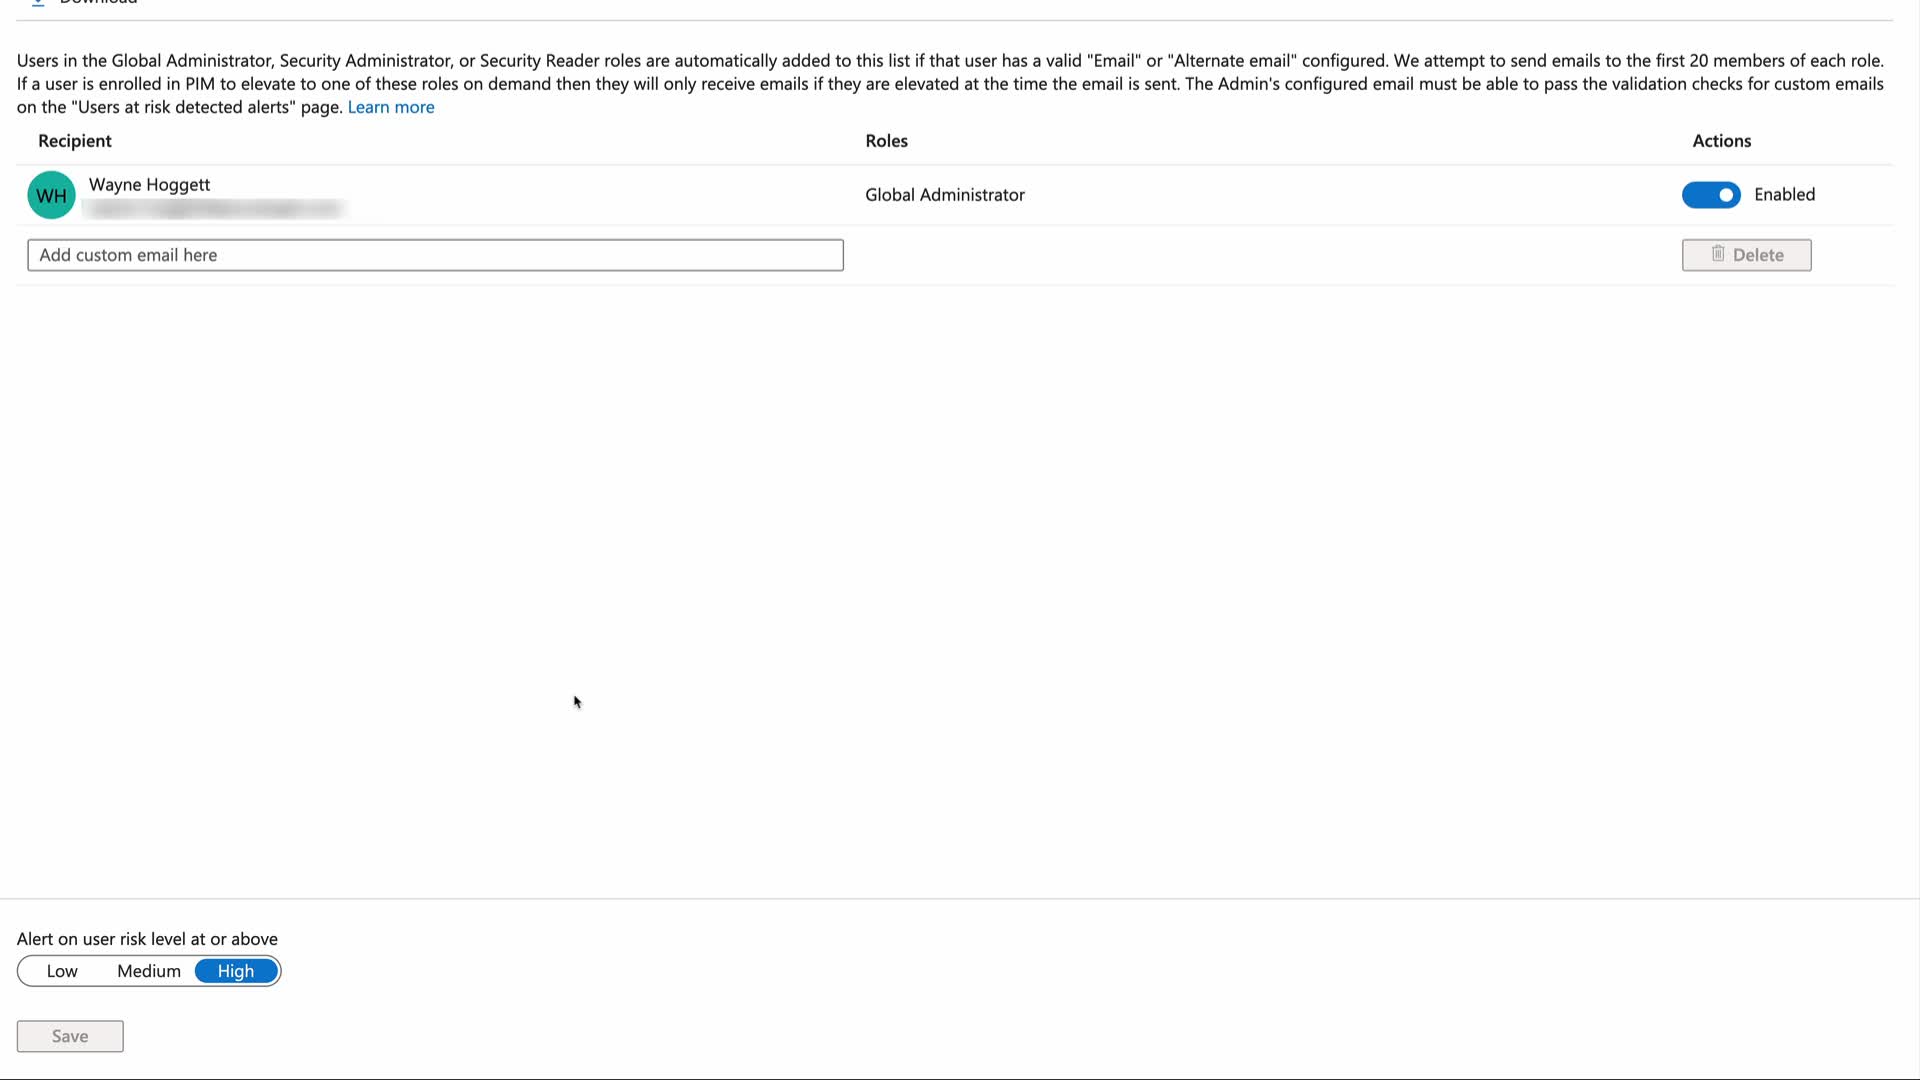 Download
Users in the Global Administrator, Security Administrator, or Security Reader roles are automatically added to this list if that user has a valid "Email" or "Alternate email" configured. We attempt to send emails to the first 20 members of each role.
If a user is enrolled in PIM to elevate to one of these roles on demand then they will only receive emails if they are elevated at the time the email is sent. The Admin's configured email must be able to pass the validation checks for custom emails
on the "Users at risk detected alerts" page. Learn more
Recipient Roles Actions
WH Wayne Hoggett Global Administrator Enabled
Add custom email here Delete
Alert on user risk level at or above
Low Medium High
Save